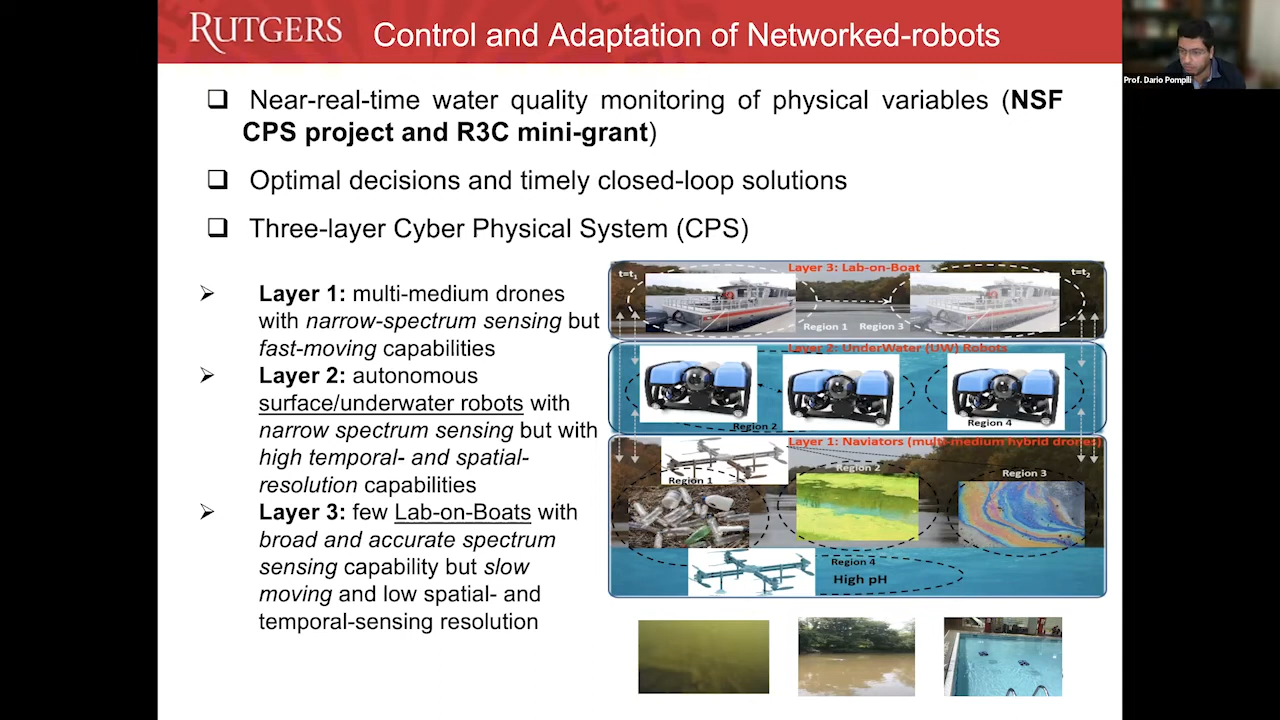 RUTGERS
Control and Adaptation of Networked-robots
Prof. Dario Pompili
❑ Near-real-time water quality monitoring of physical variables (NSF
CPS project and R3C mini-grant)
❑ Optimal decisions and timely closed-loop solutions
❑ Three-layer Cyber Physical System (CPS)
➢ Layer 1: multi-medium drones
with narrow-spectrum sensing but
fast-moving capabilities
➢ Layer 2: autonomous
surface/underwater robots with
narrow spectrum sensing but with
high temporal- and spatial-
resolution capabilities
➢ Layer 3: few Lab-on-Boats with
broad and accurate spectrum
sensing capability but slow
moving and low spatial- and
temporal-sensing resolution
Layer 3: Lab-on-Boat
t=t1
t=t2
Region 1 Region 3
Layer 2: UnderWater (UW) Robots
Region 2
Region 4
Layer 1: Naviators (multi-medium hybrid drones)
Region 1
Region 2
Region 3
Region 4
High pH